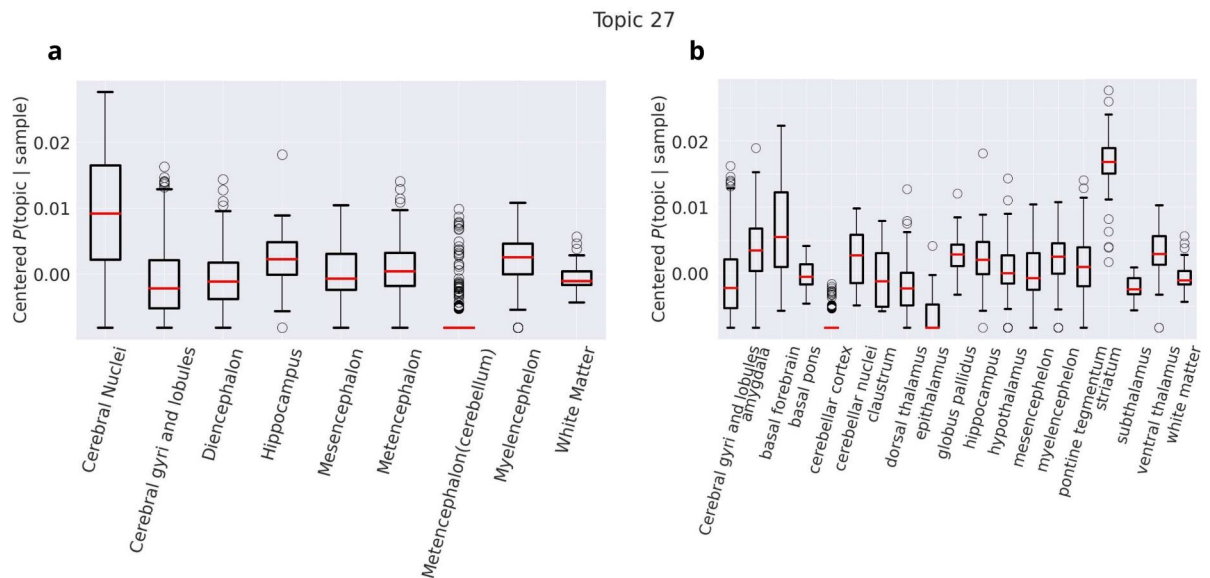 Topic 27
a
b
Centered P(topic | sample)
0.02
0.01
0.00
Cerebral Nuclei
Cerebral gyri and lobules
Diencephalon
Hippocampus
Mesencephalon
Metencephalon
Metencephalon(cerebellum)
Myelencephelon
White Matter
Centered P(topic | sample)
0.02
0.01
0.00
Cerebral gyri and lobules
amygdala
basal forebrain
basal pons
cerebellar cortex
cerebellar nuclei
claustrum
dorsal thalamus
epithalamus
globus pallidus
hippocampus
hypothalamus
mesencephelon
myelencephelon
pontine tegmentum
striatum
subthalamus
ventral thalamus
white matter